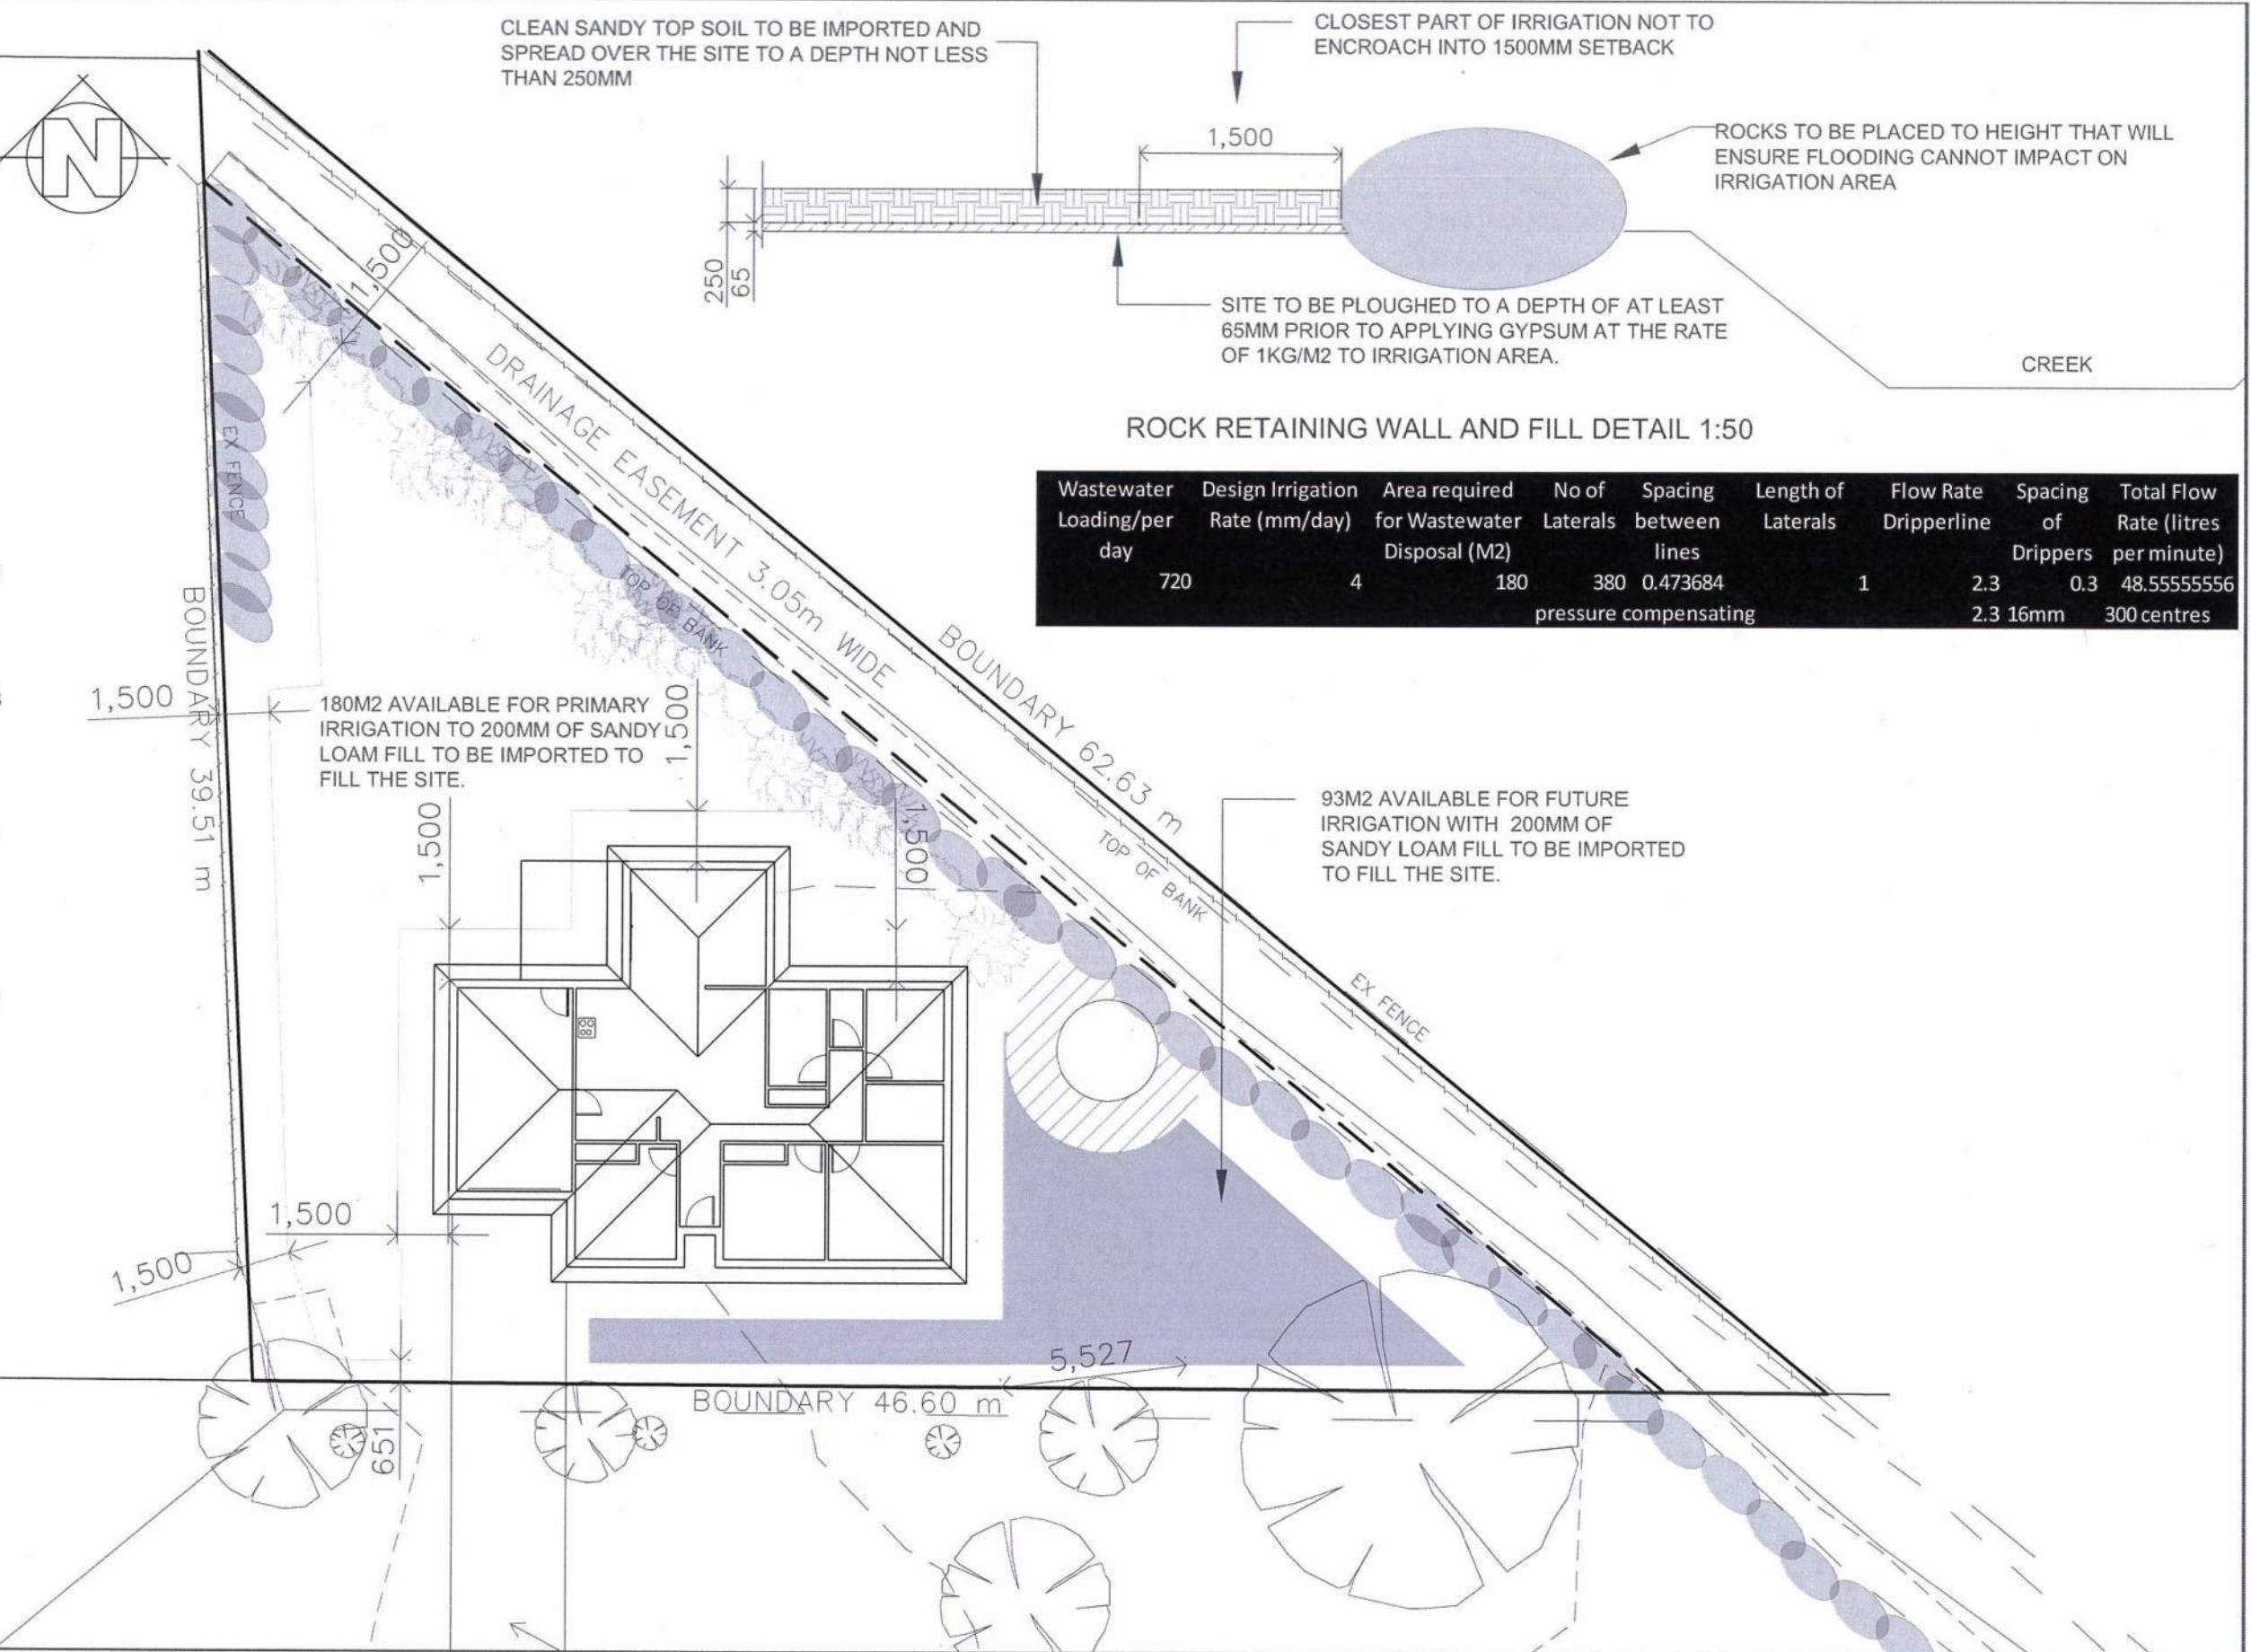 CLEAN SANDY TOP SOIL TO BE IMPORTED AND
SPREAD OVER THE SITE TO A DEPTH NOT LESS
THAN 250MM
CLOSEST PART OF IRRIGATION NOT TO
ENCROACH INTO 1500MM SETBACK
N
1,500
ROCKS TO BE PLACED TO HEIGHT THAT WILL
ENSURE FLOODING CANNOT IMPACT ON
IRRIGATION AREA
250
65
SITE TO BE PLOUGHED TO A DEPTH OF AT LEAST
65MM PRIOR TO APPLYING GYPSUM AT THE RATE
OF 1KG/M2 TO IRRIGATION AREA.
CREEK
ROCK RETAINING WALL AND FILL DETAIL 1:50
Wastewater Loading/per day Design Irrigation Rate (mm/day) Area required for Wastewater Disposal (M2) No of Laterals Spacing between lines Length of Laterals Flow Rate Dripperline Spacing of Drippers Total Flow Rate (litres per minute)
720 4 180 380 0.473684 1 2.3 0.3 48.55555556
pressure compensating 2.3 16mm 300 centres
1,500
DRAINAGE EASEMENT 3.05m WIDE
EX FENCE
TOP OF BANK
BOUNDARY 39.51 m
BOUNDARY 62.63 m
1,500
180M2 AVAILABLE FOR PRIMARY
IRRIGATION TO 200MM OF SANDY
LOAM FILL TO BE IMPORTED TO
FILL THE SITE.
1,500
1,500
1,500
93M2 AVAILABLE FOR FUTURE
IRRIGATION WITH 200MM OF
SANDY LOAM FILL TO BE IMPORTED
TO FILL THE SITE.
TOP OF BANK
EX FENCE
1,500
1,500
5,527
BOUNDARY 46.60 m
651